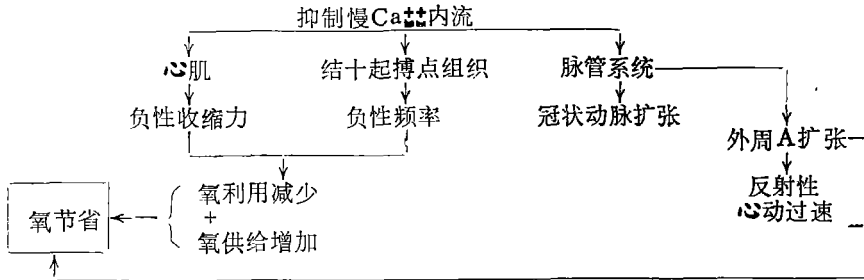 抑制慢Ca⁺⁺内流
心肌 结十起搏点组织 脉管系统
负性收缩力 负性频率 冠状动脉扩张
外周A扩张
氧利用减少
+
氧供给增加
氧节省
反射性
心动过速